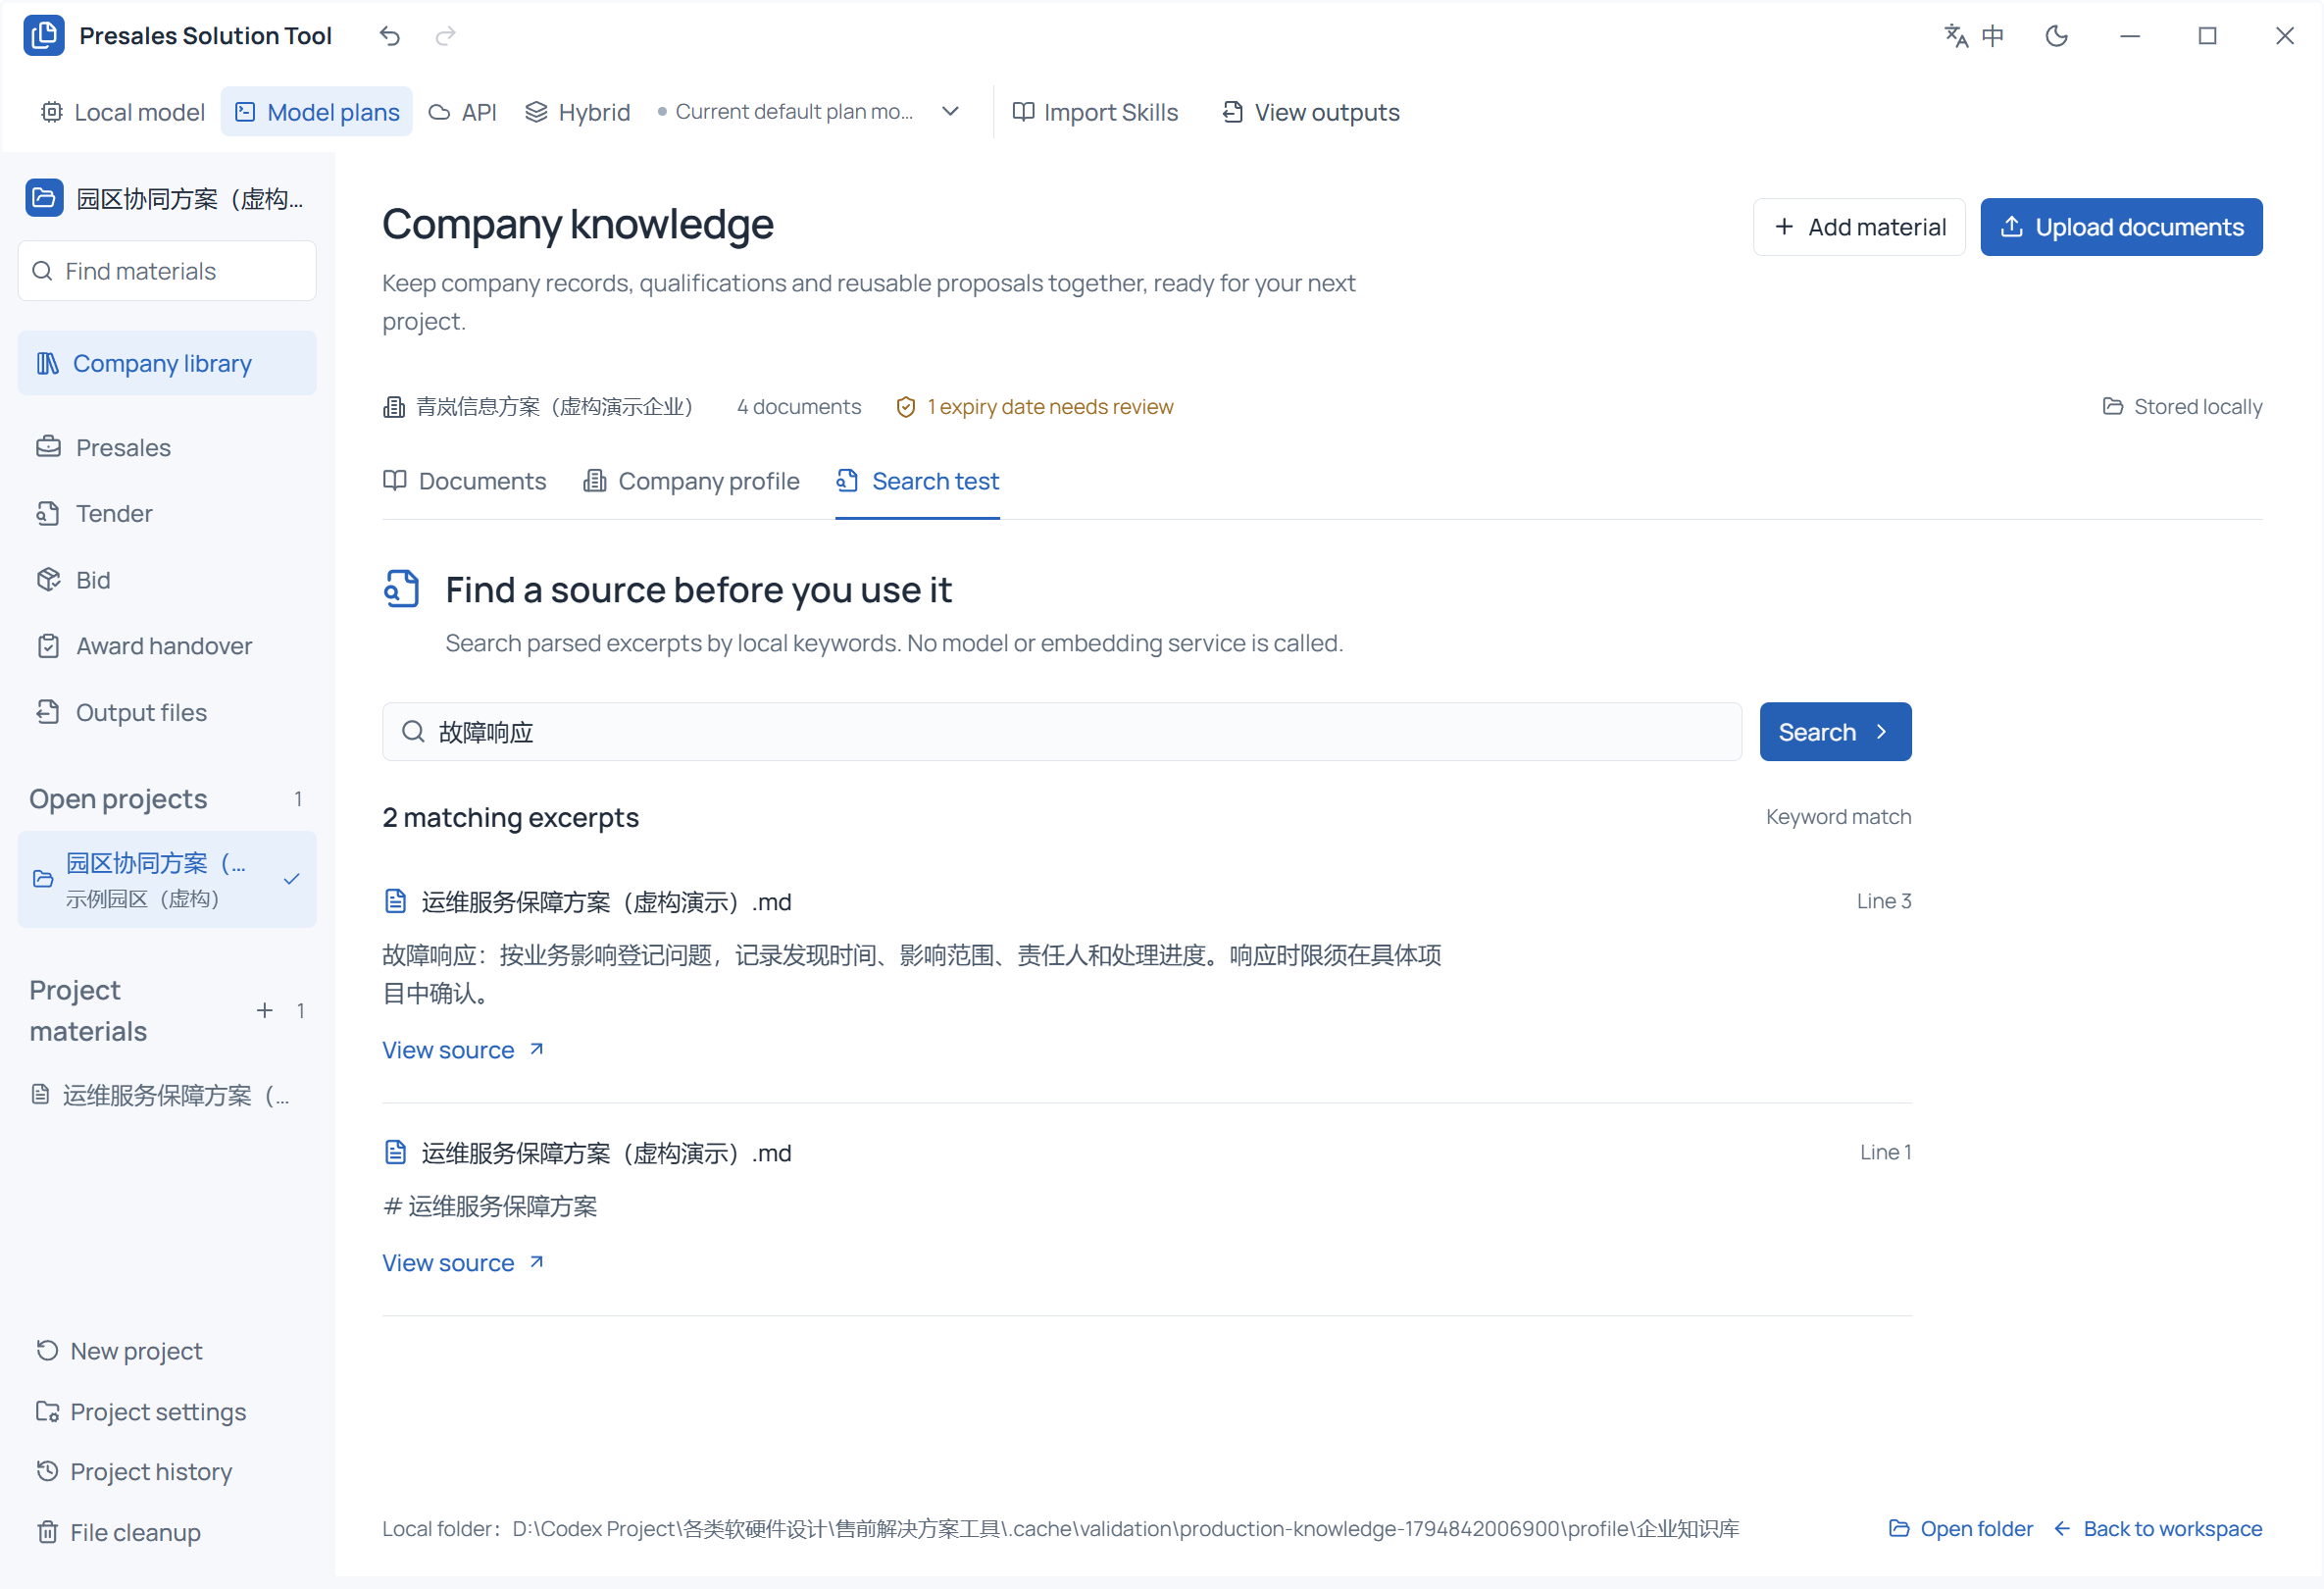 Presales Solution Tool
中
Local model
Model plans
API
Hybrid
Current default plan mo...
Import Skills
View outputs
园区协同方案（虚构...
Find materials
Company library
Presales
Tender
Bid
Award handover
Output files
Open projects 1
园区协同方案（...
示例园区（虚构）
Project
materials
+ 1
运维服务保障方案（...
New project
Project settings
Project history
File cleanup
Company knowledge
Add material
Upload documents
Keep company records, qualifications and reusable proposals together, ready for your next
project.
青岚信息方案（虚构演示企业）
4 documents
1 expiry date needs review
Stored locally
Documents
Company profile
Search test
Find a source before you use it
Search parsed excerpts by local keywords. No model or embedding service is called.
故障响应
Search
2 matching excerpts
Keyword match
运维服务保障方案（虚构演示）.md
Line 3
故障响应：按业务影响登记问题，记录发现时间、影响范围、责任人和处理进度。响应时限须在具体项
目中确认。
View source
运维服务保障方案（虚构演示）.md
Line 1
# 运维服务保障方案
View source
Local folder：D:\Codex Project\各类软硬件设计\售前解决方案工具\.cache\validation\production-knowledge-1794842006900\profile\企业知识库
Open folder
Back to workspace